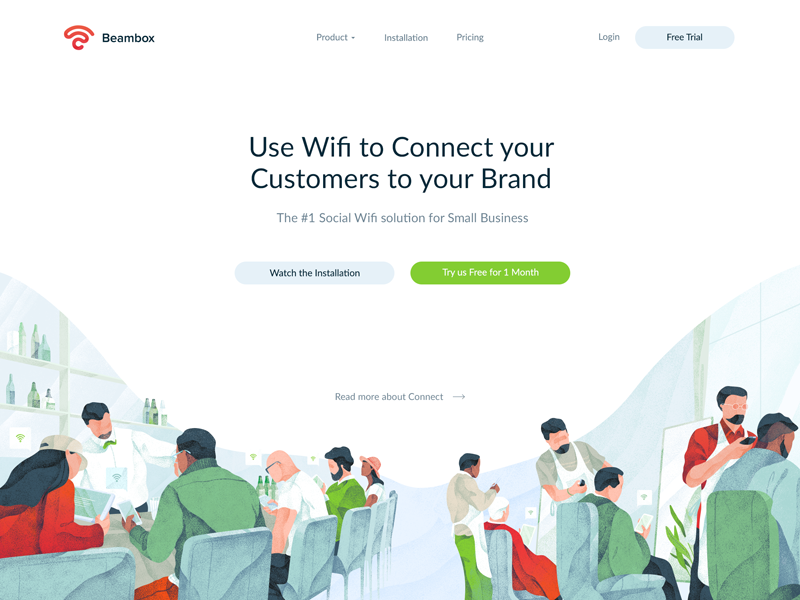 Beambox
Product
Installation
Pricing
Login
Free Trial
Use Wifi to Connect your
Customers to your Brand
The #1 Social Wifi solution for Small Business
Watch the Installation
Try us Free for 1 Month
Read more about Connect